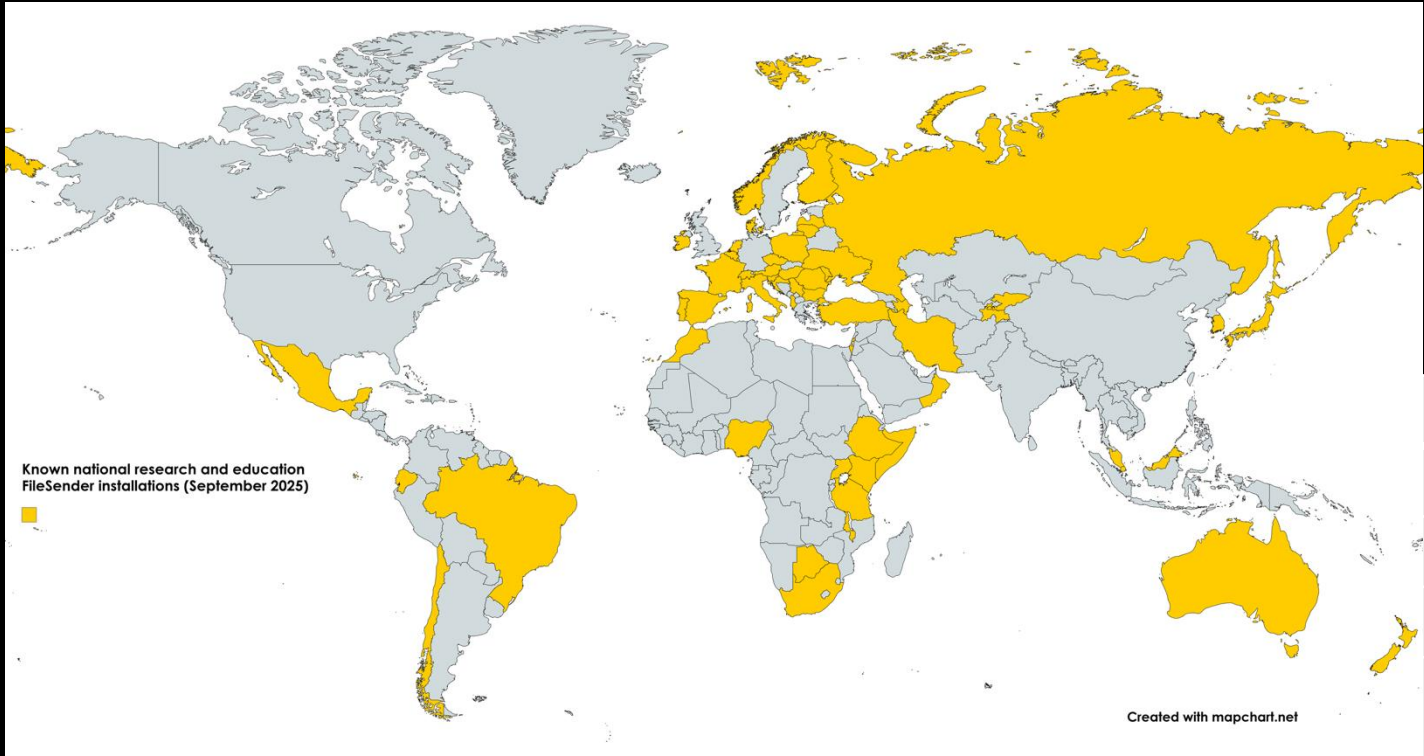 Known national research and education
FileSender installations (September 2025)
Created with mapchart.net